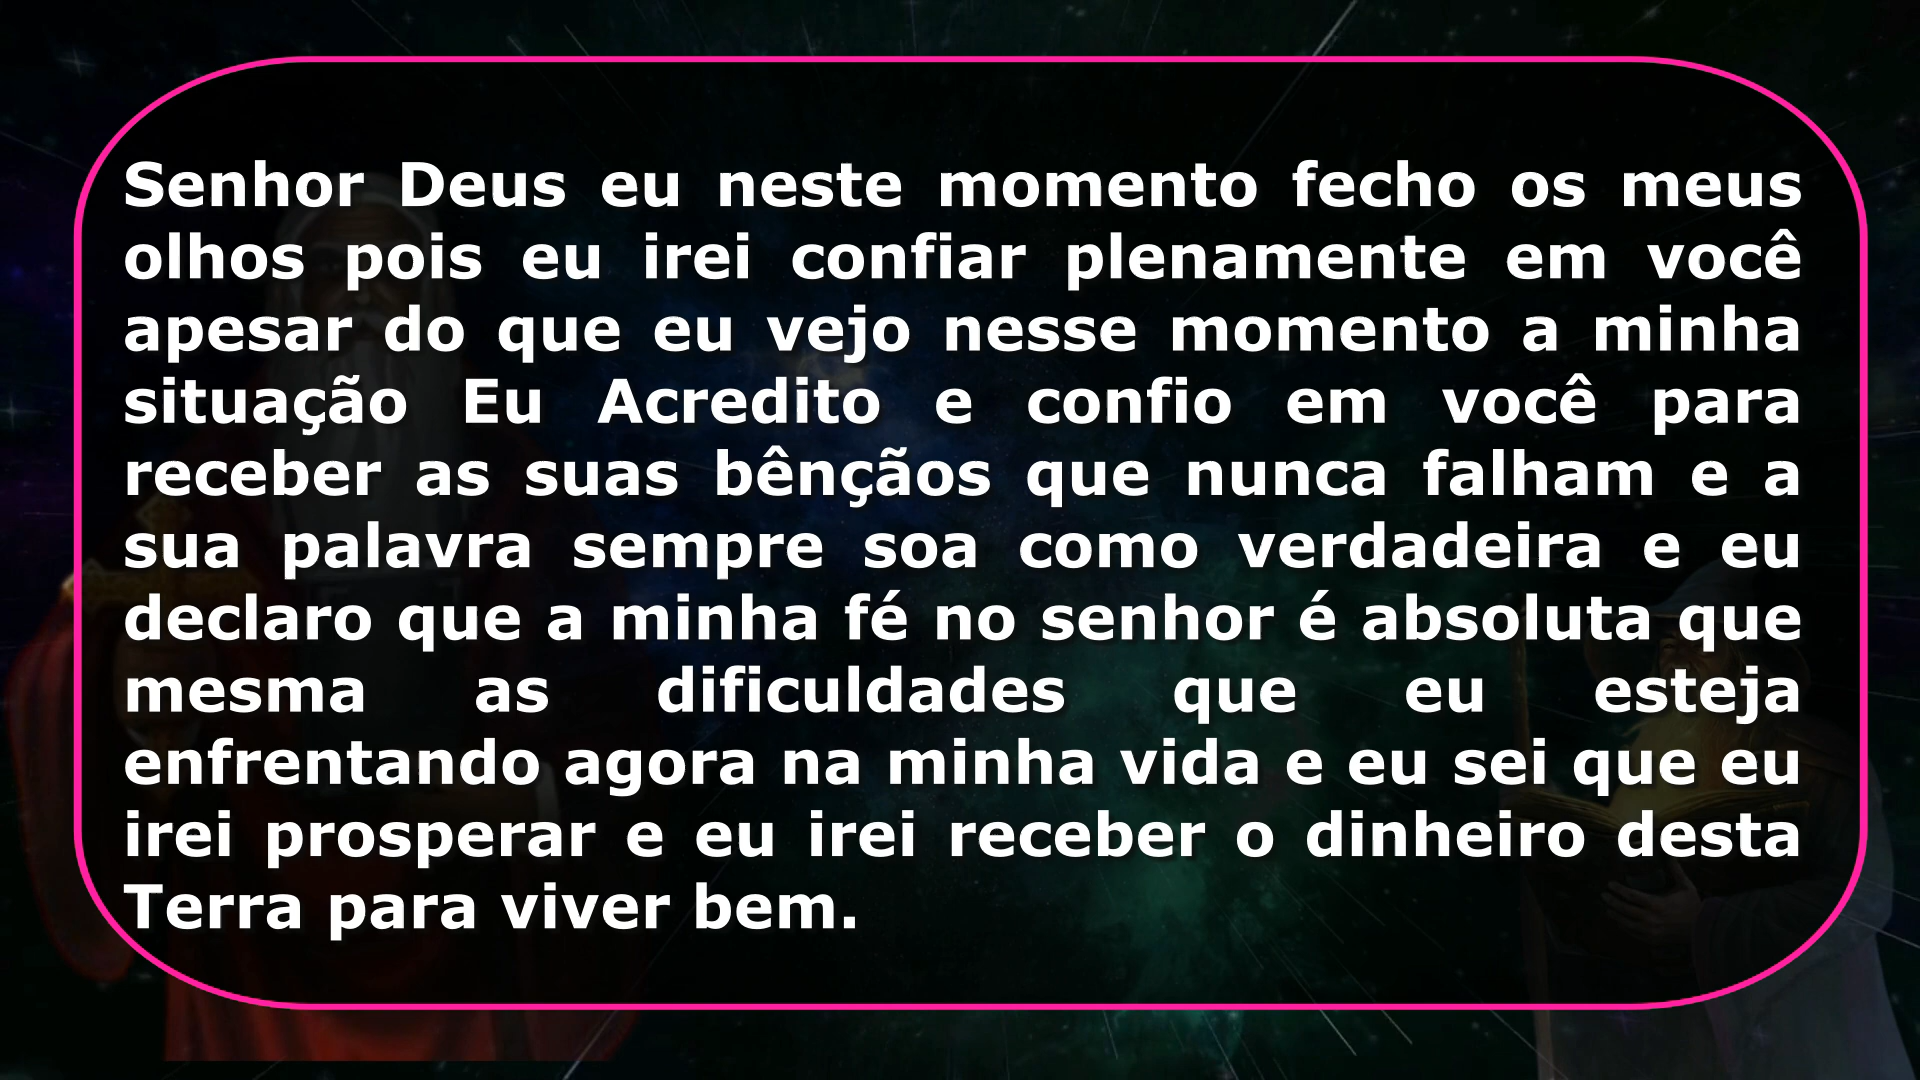 Senhor Deus eu neste momento fecho os meus
olhos pois eu irei confiar plenamente em você
apesar do que eu vejo nesse momento a minha
situação Eu Acredito e confio em você para
receber as suas bênçãos que nunca falham e a
sua palavra sempre soa como verdadeira e eu
declaro que a minha fé no senhor é absoluta que
mesma as dificuldades que eu esteja
enfrentando agora na minha vida e eu sei que eu
irei prosperar e eu irei receber o dinheiro desta
Terra para viver bem.